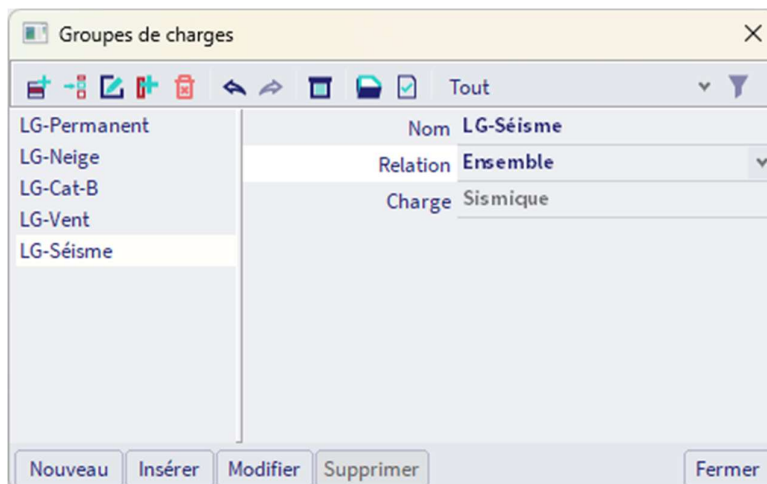 Groupes de charges
Tout
LG-Permanent
LG-Neige
LG-Cat-B
LG-Vent
LG-Séisme
Nom LG-Séisme
Relation Ensemble
Charge Sismique
Nouveau Insérer Modifier Supprimer Fermer